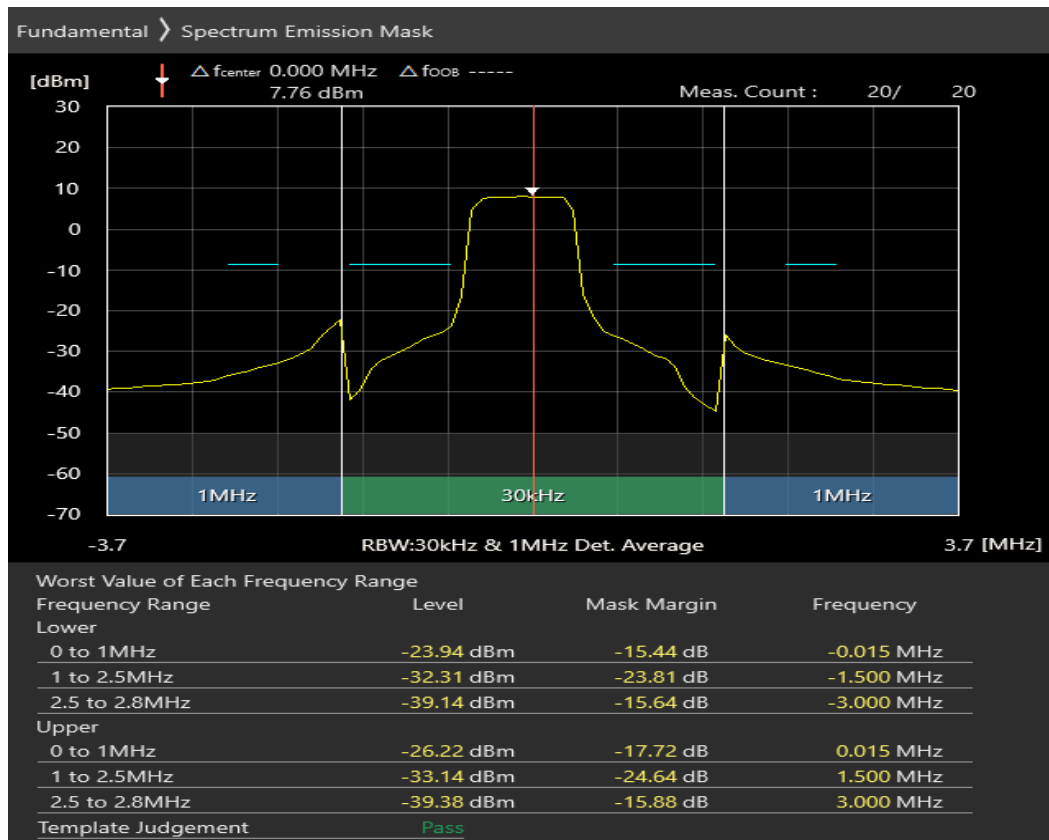 Fundamental 〉 Spectrum Emission Mask
[dBm] △ fcenter 0.000 MHz △ fOOB -----
7.76 dBm Meas. Count : 20/ 20
30
20
10
0
-10
-20
-30
-40
-50
-60
-70
1MHz 30kHz 1MHz
-3.7 RBW:30kHz & 1MHz Det. Average 3.7 [MHz]
Worst Value of Each Frequency Range
Frequency Range Level Mask Margin Frequency
Lower
0 to 1MHz -23.94 dBm -15.44 dB -0.015 MHz
1 to 2.5MHz -32.31 dBm -23.81 dB -1.500 MHz
2.5 to 2.8MHz -39.14 dBm -15.64 dB -3.000 MHz
Upper
0 to 1MHz -26.22 dBm -17.72 dB 0.015 MHz
1 to 2.5MHz -33.14 dBm -24.64 dB 1.500 MHz
2.5 to 2.8MHz -39.38 dBm -15.88 dB 3.000 MHz
Template Judgement Pass